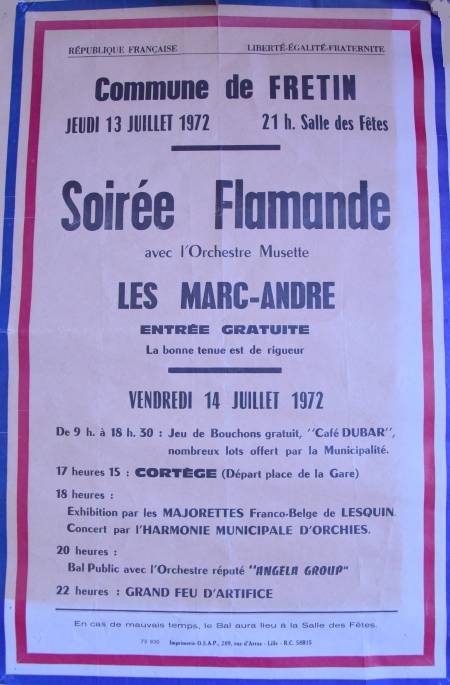 RÉPUBLIQUE FRANÇAISE LIBERTÉ-ÉGALITÉ-FRATERNITE
Commune de FRETIN
JEUDI 13 JUILLET 1972 21 h. Salle des Fêtes
Soirée Flamande
avec l'Orchestre Musette
LES MARC-ANDRE
ENTRÉE GRATUITE
La bonne tenue est de rigueur
VENDREDI 14 JUILLET 1972
De 9 h. à 18 h. 30 : Jeu de Bouchons gratuit, "Café DUBAR",
nombreux lots offert par la Municipalité.
17 heures 15 : CORTÈGE (Départ place de la Gare)
18 heures :
Exhibition par les MAJORETTES Franco-Belge de LESQUIN.
Concert par l'HARMONIE MUNICIPALE D'ORCHIES.
20 heures :
Bal Public avec l'Orchestre réputé "ANGELA GROUP"
22 heures : GRAND FEU D'ARTIFICE
En cas de mauvais temps, le Bal aura lieu à la Salle des Fêtes.
Imprimerie O.S.A.P., 289, rue d'Arras - Lille - R.C. 58B15